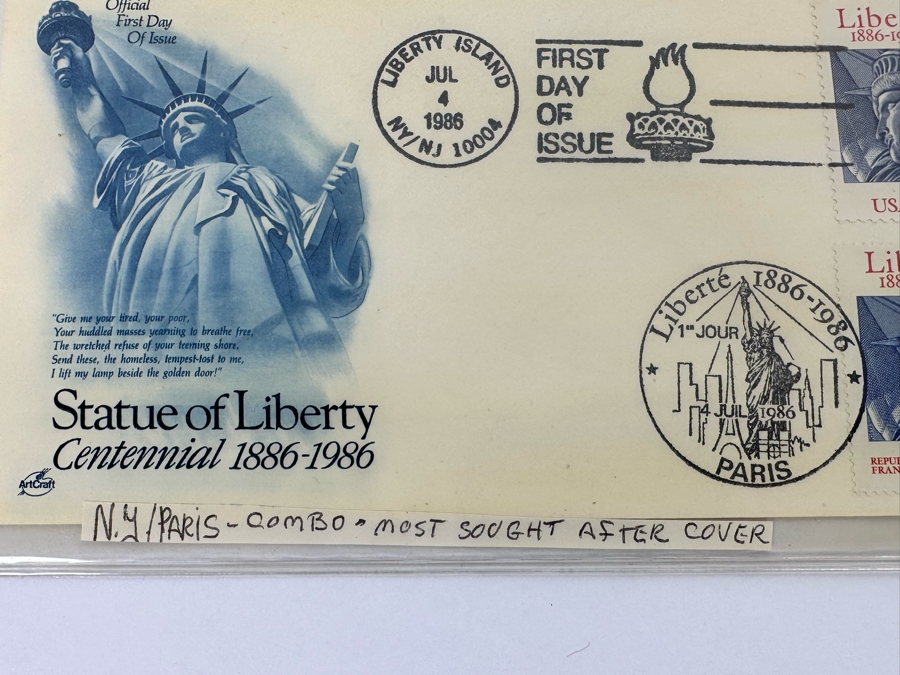 Official
First Day
Of Issue
LIBERTY ISLAND
JUL
4
1986
NY/NJ 10004
FIRST
DAY
OF
ISSUE
Libe
1886-19
USA
Liberté 1886-1986
1er JOUR
4 JUIL 1986
PARIS
Lib
188
REPU
FRAN
"Give me your tired, your poor,
Your huddled masses yearning to breathe free,
The wretched refuse of your teeming shore,
Send these, the homeless, tempest-tost to me,
I lift my lamp beside the golden door!"
Statue of Liberty
Centennial 1886-1986
ArtCraft
N.Y/PARIS - COMBO • MOST SOUGHT AFTER COVER